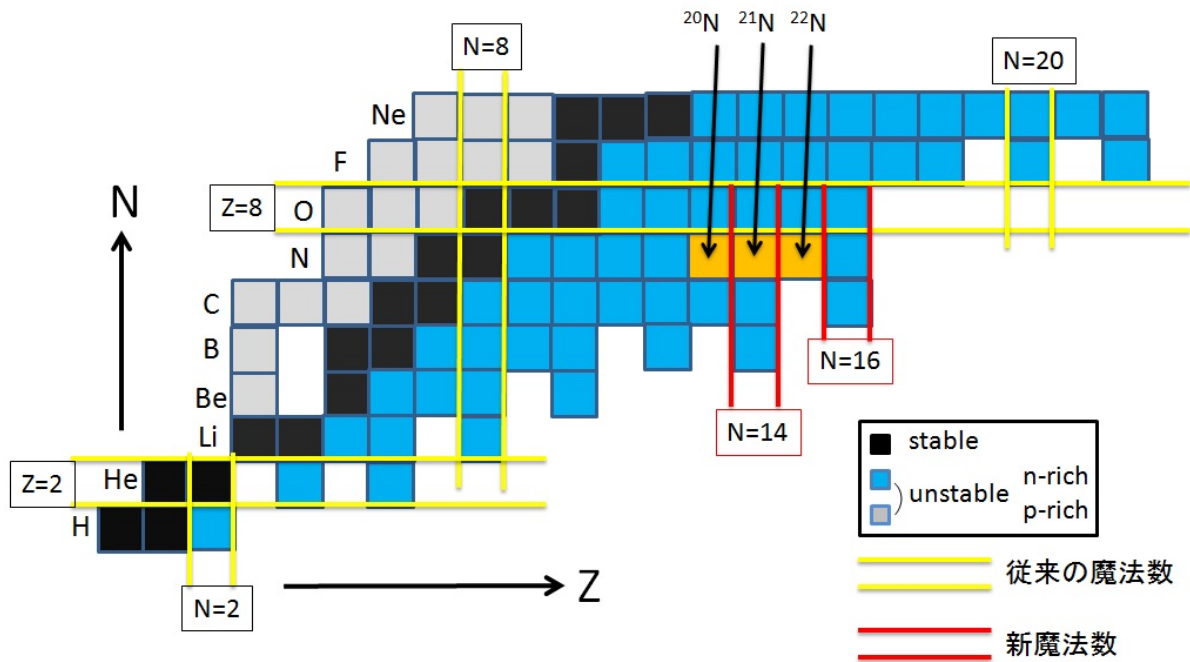 ²⁰N
²¹N
²²N
N=8
N=20
Ne
N
F
Z=8
O
N
C
B
N=16
Be
Li
N=14
stable
Z=2
He
n-rich
unstable
p-rich
H
従来の魔法数
Z
N=2
新魔法数